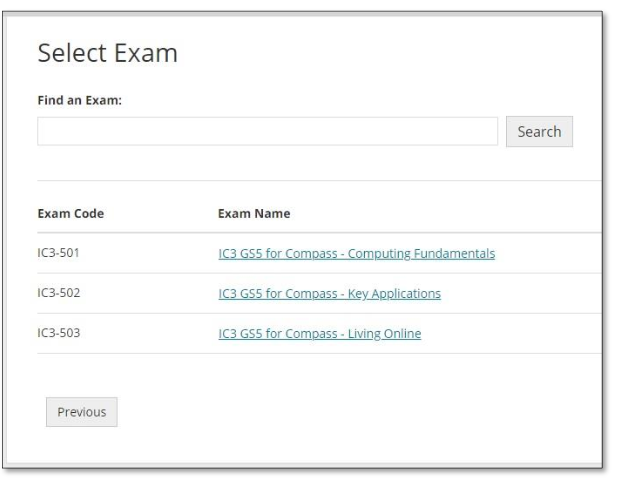 Select Exam
Find an Exam:
Search
Exam Code Exam Name
IC3-501 IC3 GS5 for Compass - Computing Fundamentals
IC3-502 IC3 GS5 for Compass - Key Applications
IC3-503 IC3 GS5 for Compass - Living Online
Previous